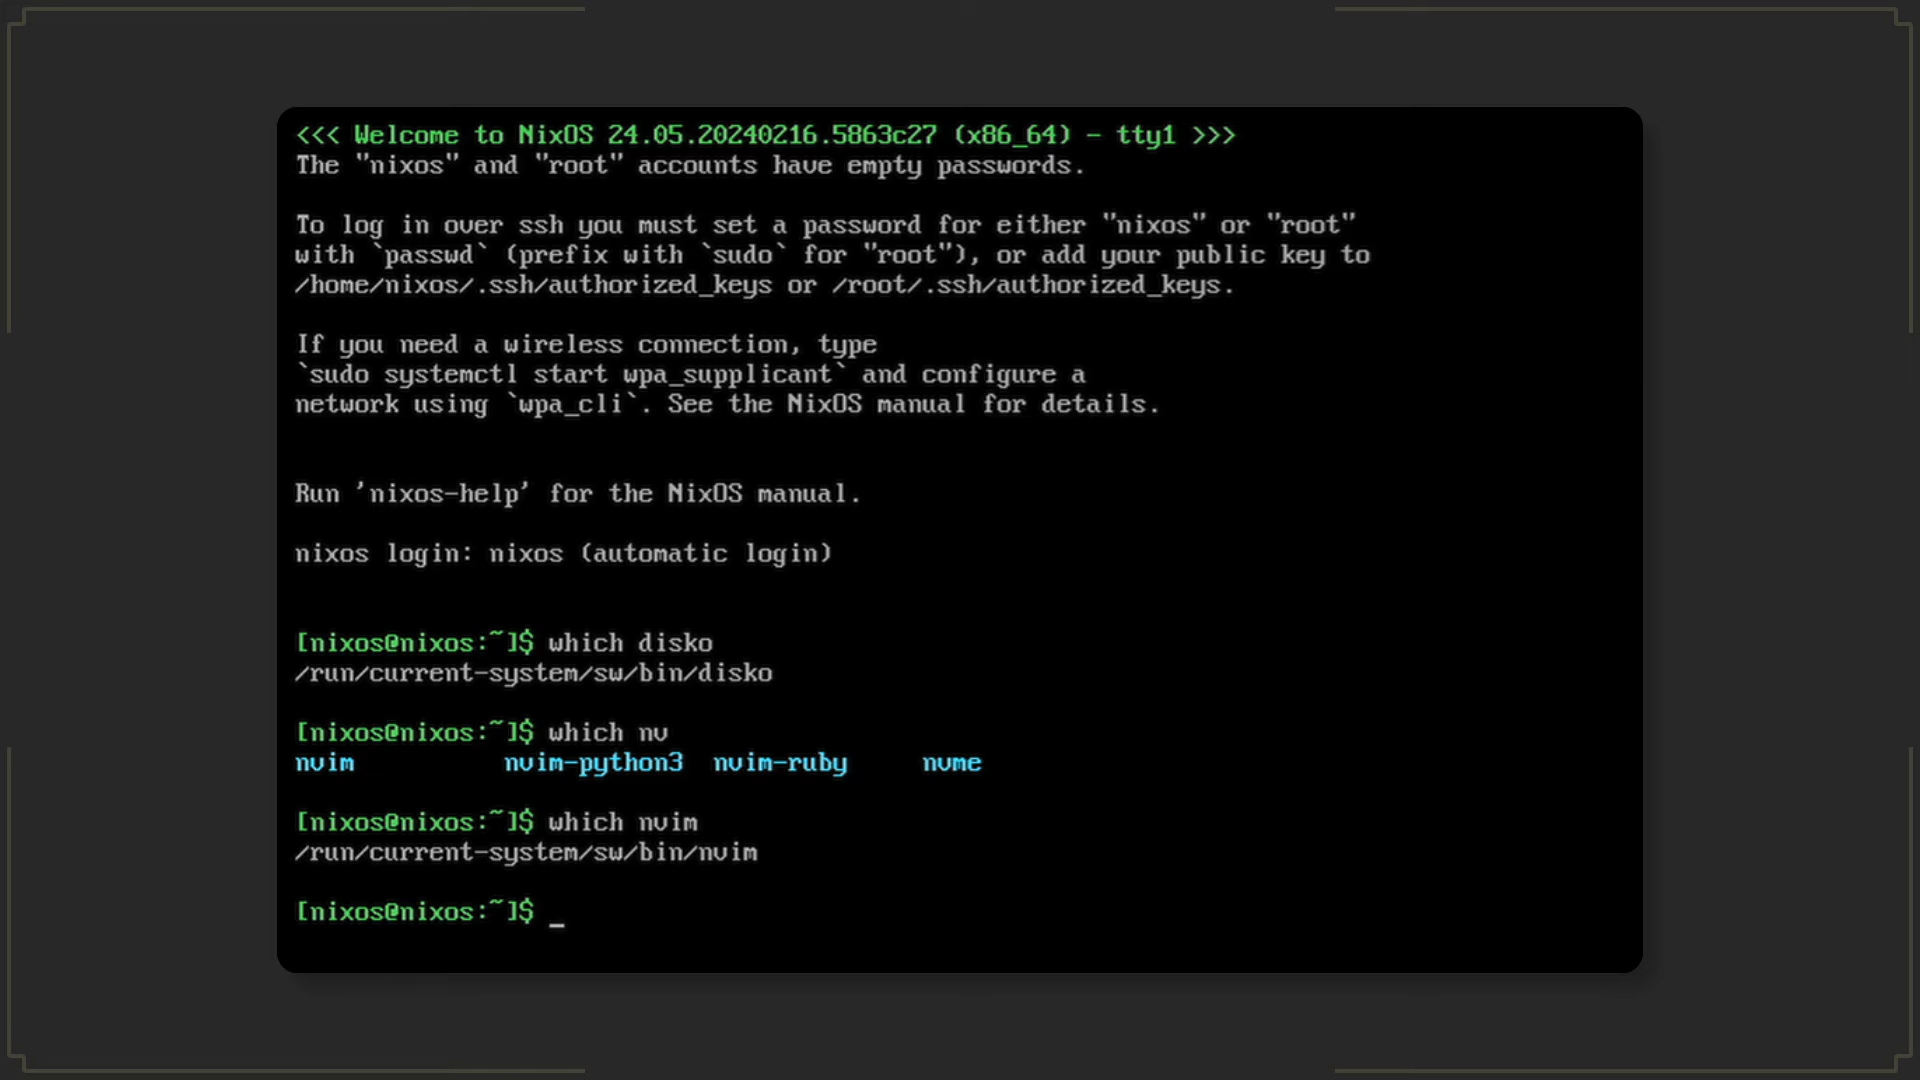 <<< Welcome to NixOS 24.05.20240216.5863c27 (x86_64) - tty1 >>>
The "nixos" and "root" accounts have empty passwords.
To log in over ssh you must set a password for either "nixos" or "root"
with `passwd` (prefix with `sudo` for "root"), or add your public key to
/home/nixos/.ssh/authorized_keys or /root/.ssh/authorized_keys.
If you need a wireless connection, type
`sudo systemctl start wpa_supplicant` and configure a
network using `wpa_cli`. See the NixOS manual for details.
Run 'nixos-help' for the NixOS manual.
nixos login: nixos (automatic login)
[nixos@nixos:~]$ which disko
/run/current-system/sw/bin/disko
[nixos@nixos:~]$ which nv
nvim nvim-python3 nvim-ruby nvme
[nixos@nixos:~]$ which nvim
/run/current-system/sw/bin/nvim
[nixos@nixos:~]$ _